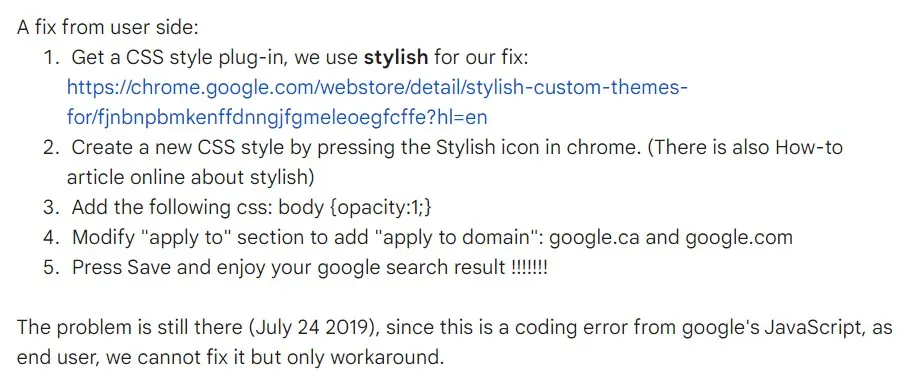 A fix from user side:
1. Get a CSS style plug-in, we use stylish for our fix:
https://chrome.google.com/webstore/detail/stylish-custom-themes-
for/fjnbnpbmkenffdnngjfgmeleoegfcffe?hl=en
2. Create a new CSS style by pressing the Stylish icon in chrome. (There is also How-to
article online about stylish)
3. Add the following css: body {opacity:1;}
4. Modify "apply to" section to add "apply to domain": google.ca and google.com
5. Press Save and enjoy your google search result !!!!!!!
The problem is still there (July 24 2019), since this is a coding error from google's JavaScript, as
end user, we cannot fix it but only workaround.